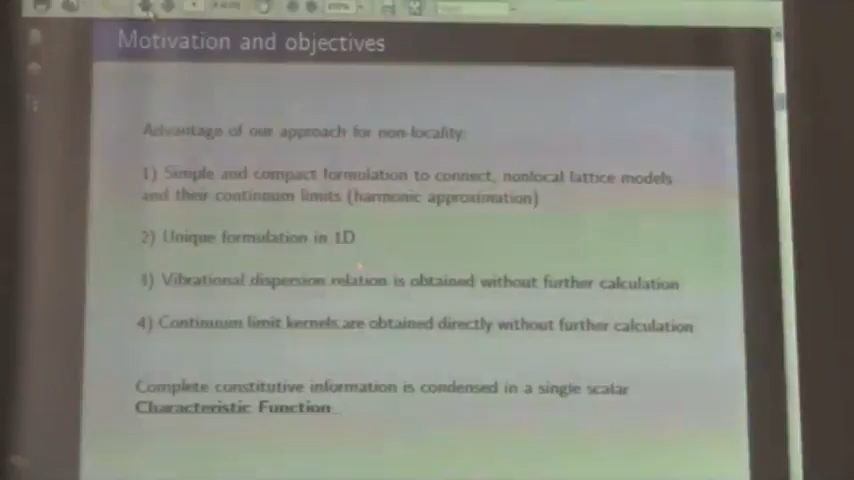 Motivation and objectives
Advantage of our approach for non-locality:
1) Simple and compact formulation to connect, nonlocal lattice models
and their continuum limits (harmonic approximation)
2) Unique formulation in 1D
Vibrational dispersion relation is obtained without further calculation
4) Continuum limit kernels are obtained directly without further calculation
Complete constitutive information is condensed in a single scalar
Characteristic Function